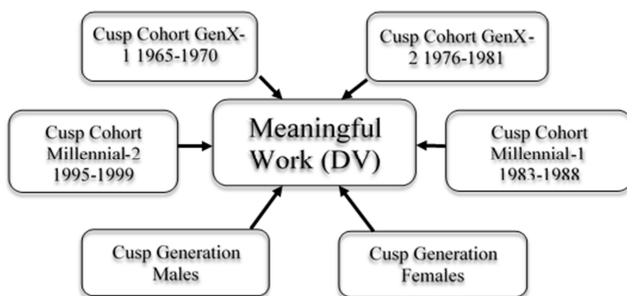 Cusp Cohort GenX-
1 1965-1970
Cusp Cohort GenX-
2 1976-1981
Cusp Cohort
Millennial-2
1995-1999
Meaningful
Work (DV)
Cusp Cohort
Millennial-1
1983-1988
Cusp Generation
Males
Cusp Generation
Females